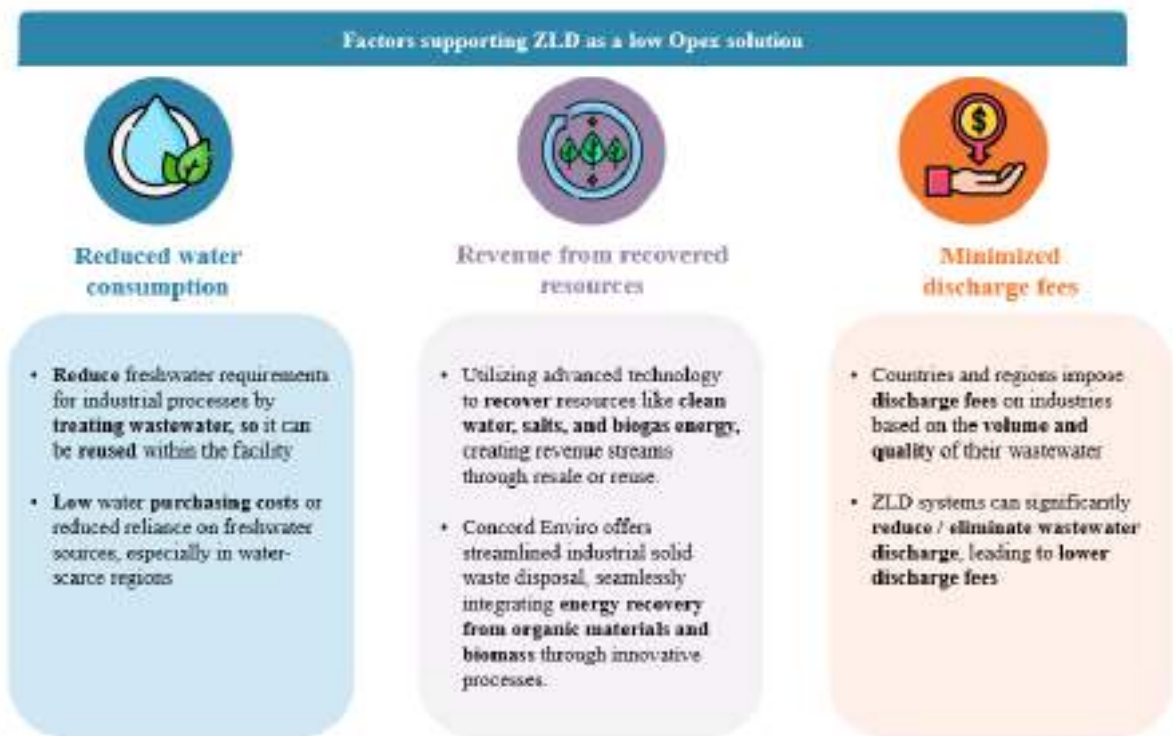 Factors supporting ZLD as a low Opex solution
Reduced water
consumption
• Reduce freshwater requirements
for industrial processes by
treating wastewater, so it can
be reused within the facility
• Low water purchasing costs or
reduced reliance on freshwater
sources, especially in water-
scarce regions
Revenue from recovered
resources
• Utilizing advanced technology
to recover resources like clean
water, salts, and biogas energy,
creating revenue streams
through resale or reuse.
• Concord Enviro offers
streamlined industrial solid
waste disposal, seamlessly
integrating energy recovery
from organic materials and
biomass through innovative
processes.
Minimized
discharge fees
• Countries and regions impose
discharge fees on industries
based on the volume and
quality of their wastewater
• ZLD systems can significantly
reduce / eliminate wastewater
discharge, leading to lower
discharge fees